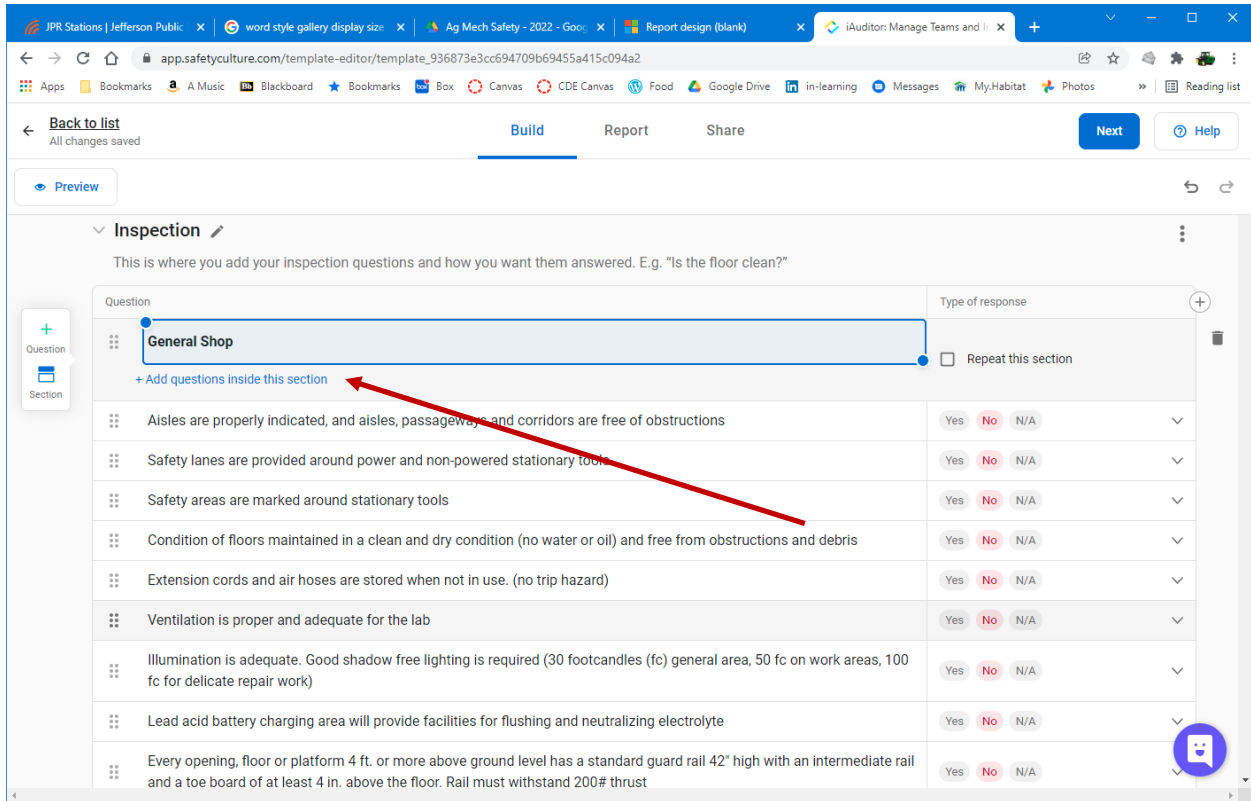 JPR Stations | Jefferson Public
word style gallery display size
Ag Mech Safety - 2022 - Goog
Report design (blank)
iAuditor: Manage Teams and In
app.safetyculture.com/template-editor/template_936873e3cc694709b69455a415c094a2
Apps Bookmarks A Music Bb Blackboard Bookmarks box Box Canvas CDE Canvas Food Google Drive in in-learning Messages My.Habitat Photos » Reading list
Back to list
All changes saved
Build Report Share
Next
Help
Preview
Inspection
This is where you add your inspection questions and how you want them answered. E.g. “Is the floor clean?”
Question Type of response
Question
Section
General Shop
Repeat this section
+ Add questions inside this section
Aisles are properly indicated, and aisles, passageways and corridors are free of obstructions Yes No N/A
Safety lanes are provided around power and non-powered stationary tools Yes No N/A
Safety areas are marked around stationary tools Yes No N/A
Condition of floors maintained in a clean and dry condition (no water or oil) and free from obstructions and debris Yes No N/A
Extension cords and air hoses are stored when not in use. (no trip hazard) Yes No N/A
Ventilation is proper and adequate for the lab Yes No N/A
Illumination is adequate. Good shadow free lighting is required (30 footcandles (fc) general area, 50 fc on work areas, 100
fc for delicate repair work) Yes No N/A
Lead acid battery charging area will provide facilities for flushing and neutralizing electrolyte Yes No N/A
Every opening, floor or platform 4 ft. or more above ground level has a standard guard rail 42" high with an intermediate rail
and a toe board of at least 4 in. above the floor. Rail must withstand 200# thrust Yes No N/A